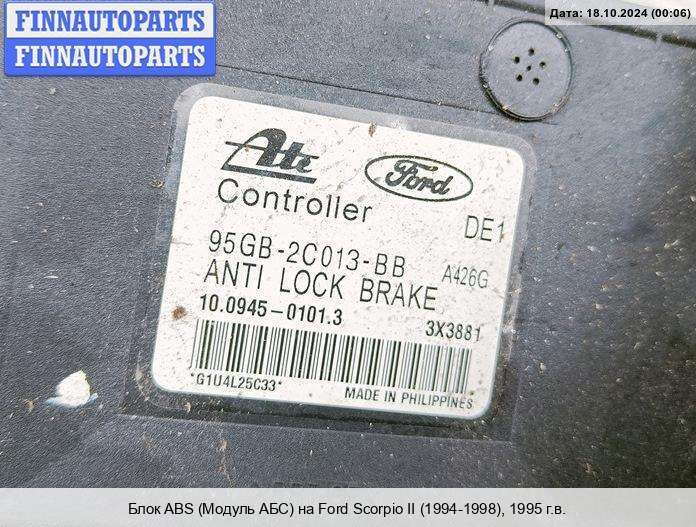 FINNAUTOPARTS
FINNAUTOPARTS
Дата: 18.10.2024 (00:06)
Ate
Ford
Controller
DE1
95GB-2C013-BB
A426G
ANTI LOCK BRAKE
10.0945-0101.3
3X3881
*G1U4L25C33*
MADE IN PHILIPPINES
Блок ABS (Модуль АБС) на Ford Scorpio II (1994-1998), 1995 г.в.